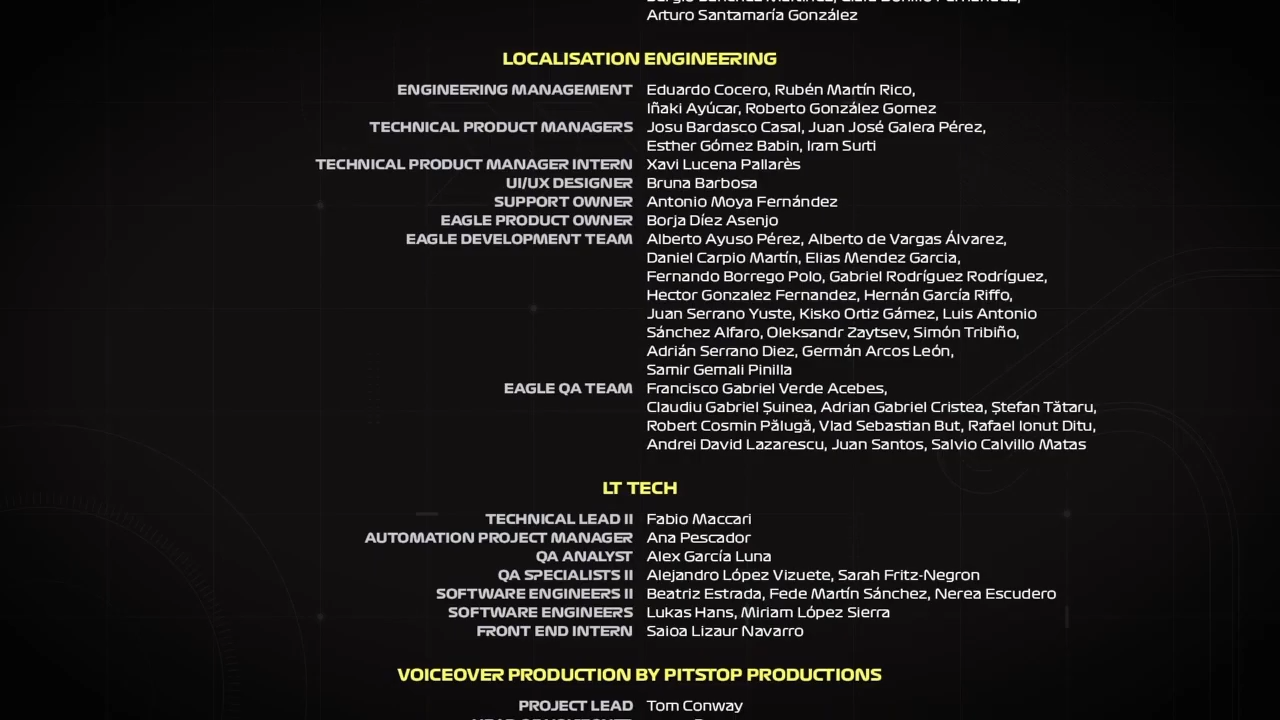 Arturo Santamaría González
LOCALISATION ENGINEERING
ENGINEERING MANAGEMENT Eduardo Cocero, Rubén Martín Rico,
Iñaki Ayúcar, Roberto González Gomez
TECHNICAL PRODUCT MANAGERS Josu Bardasco Casal, Juan José Galera Pérez,
Esther Gómez Babin, Iram Surti
TECHNICAL PRODUCT MANAGER INTERN Xavi Lucena Pallarès
UI/UX DESIGNER Bruna Barbosa
SUPPORT OWNER Antonio Moya Fernández
EAGLE PRODUCT OWNER Borja Díez Asenjo
EAGLE DEVELOPMENT TEAM Alberto Ayuso Pérez, Alberto de Vargas Álvarez,
Daniel Carpio Martín, Elias Mendez Garcia,
Fernando Borrego Polo, Gabriel Rodríguez Rodríguez,
Hector Gonzalez Fernandez, Hernán García Riffo,
Juan Serrano Yuste, Kisko Ortiz Gámez, Luis Antonio
Sánchez Alfaro, Oleksandr Zaytsev, Simón Tribiño,
Adrián Serrano Diez, Germán Arcos León,
Samir Gemali Pinilla
EAGLE QA TEAM Francisco Gabriel Verde Acebes,
Claudiu Gabriel Șuinea, Adrian Gabriel Cristea, Ștefan Tătaru,
Robert Cosmin Pălugă, Vlad Sebastian But, Rafael Ionut Ditu,
Andrei David Lazarescu, Juan Santos, Salvio Calvillo Matas
LT TECH
TECHNICAL LEAD II Fabio Maccari
AUTOMATION PROJECT MANAGER Ana Pescador
QA ANALYST Alex García Luna
QA SPECIALISTS II Alejandro López Vizuete, Sarah Fritz-Negron
SOFTWARE ENGINEERS II Beatriz Estrada, Fede Martín Sánchez, Nerea Escudero
SOFTWARE ENGINEERS Lukas Hans, Miriam López Sierra
FRONT END INTERN Saioa Lizaur Navarro
VOICEOVER PRODUCTION BY PITSTOP PRODUCTIONS
PROJECT LEAD Tom Conway